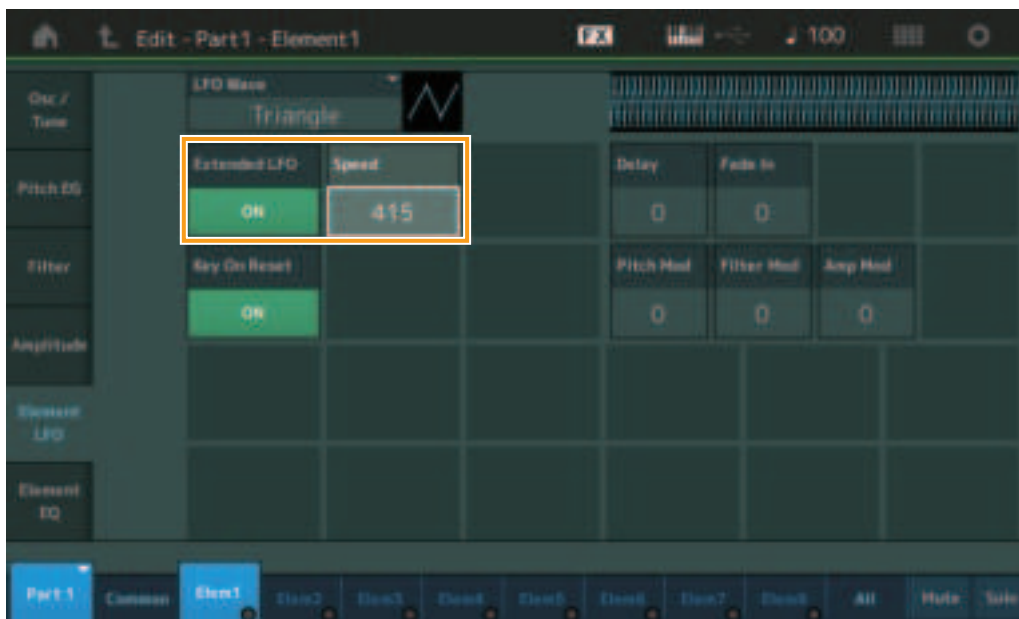 Edit - Part1 - Element1 FX 100
Osc / Tune
LFO Wave
Triangle
Pitch EG
Extended LFO Speed Delay Fade In
ON 415 0 0
Filter
Key On Reset Pitch Mod Filter Mod Amp Mod
ON 0 0 0
Amplitude
Element LFO
Element EQ
Part 1 Common Elem1 Elem2 Elem3 Elem4 Elem5 Elem6 Elem7 Elem8 All Mute Solo